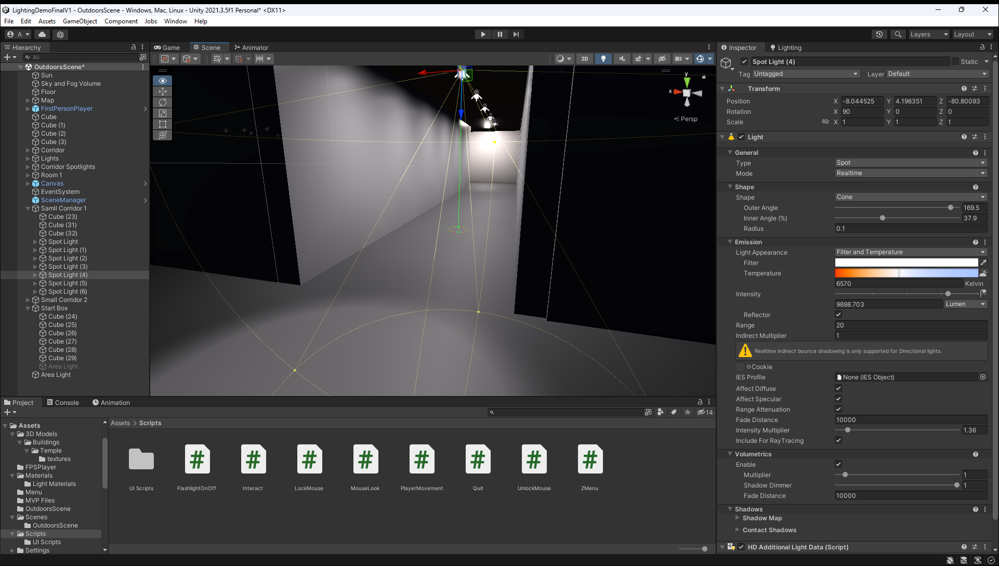 LightingDemoFinalV1 - OutdoorsScene - Windows, Mac, Linux - Unity 2021.3.5f1 Personal* <DX11>
File Edit Assets GameObject Component Jobs Window Help
A Layers Layout
Hierarchy
All
OutdoorsScene*
Sun
Sky and Fog Volume
Floor
Map
FirstPersonPlayer
Cube
Cube (1)
Cube (2)
Cube (3)
Corridor
Lights
Corridor Spotlights
Room 1
Canvas
EventSystem
SceneManager
Samll Corridor 1
Cube (23)
Cube (31)
Cube (32)
Spot Light
Spot Light (1)
Spot Light (2)
Spot Light (3)
Spot Light (4)
Spot Light (5)
Spot Light (6)
Small Corridor 2
Start Box
Cube (24)
Cube (25)
Cube (26)
Cube (27)
Cube (28)
Cube (29)
Area Light
Area Light
Game Scene Animator
2D
y
x
< Persp
Inspector Lighting
Spot Light (4) Static
Tag Untagged Layer Default
Transform
Position X -8.044525 Y 4.196351 Z -80.80093
Rotation X 90 Y 0 Z 0
Scale X 1 Y 1 Z 1
Light
General
Type Spot
Mode Realtime
Shape
Shape Cone
Outer Angle 169.5
Inner Angle (%) 37.9
Radius 0.1
Emission
Light Appearance Filter and Temperature
Filter
Temperature
6570 Kelvin
Intensity
9898.703 Lumen
Reflector
Range 20
Indirect Multiplier 1
Realtime indirect bounce shadowing is only supported for Directional lights.
Cookie
IES Profile None (IES Object)
Affect Diffuse
Affect Specular
Range Attenuation
Fade Distance 10000
Intensity Multiplier 1.36
Include For RayTracing
Volumetrics
Enable
Multiplier 1
Shadow Dimmer 1
Fade Distance 10000
Shadows
Shadow Map
Contact Shadows
HD Additional Light Data (Script)
Project Console Animation
14
Assets
3D Models
Buildings
Temple
textures
FPSPlayer
Materials
Light Materials
Menu
MVP Files
OutdoorsScene
Scenes
OutdoorsScene
Scripts
UI Scripts
Settings
Assets > Scripts
# # # # # # # #
UI Scripts FlashlightOnOff Interact LockMouse MouseLook PlayerMovement Quit UnlockMouse ZMenu